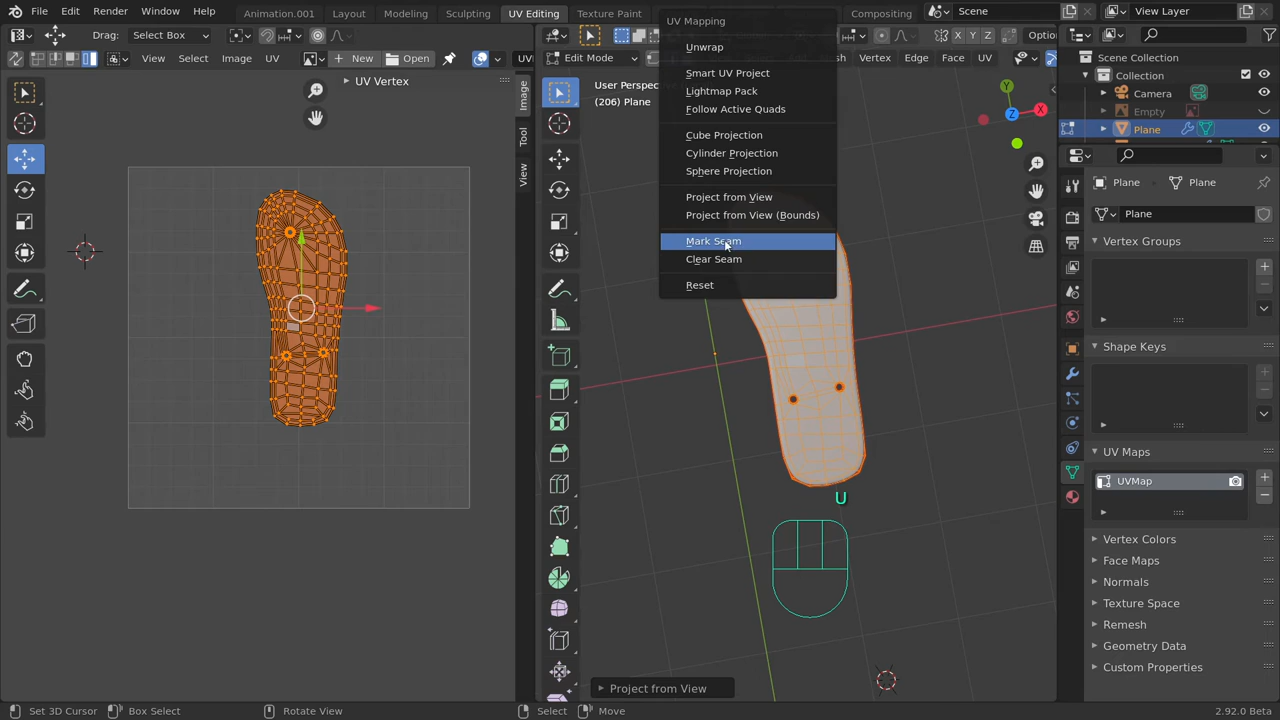 File Edit Render Window Help
Animation.001 Layout Modeling Sculpting UV Editing Texture Paint Compositing
Scene View Layer
Drag: Select Box
View Select Image UV
New Open
UV Vertex
Image
Tool
View
Edit Mode
Mesh Vertex Edge Face UV
Optio
User Perspec
(206) Plane
X Y Z
Y
X
Z
UV Mapping
Unwrap
Smart UV Project
Lightmap Pack
Follow Active Quads
Cube Projection
Cylinder Projection
Sphere Projection
Project from View
Project from View (Bounds)
Mark Seam
Clear Seam
Reset
U
Project from View
Scene Collection
Collection
Camera
Empty
Plane
Plane Plane
Plane
Vertex Groups
Shape Keys
UV Maps
UVMap
Vertex Colors
Face Maps
Normals
Texture Space
Remesh
Geometry Data
Custom Properties
Set 3D Cursor Box Select Rotate View Select Move 2.92.0 Beta